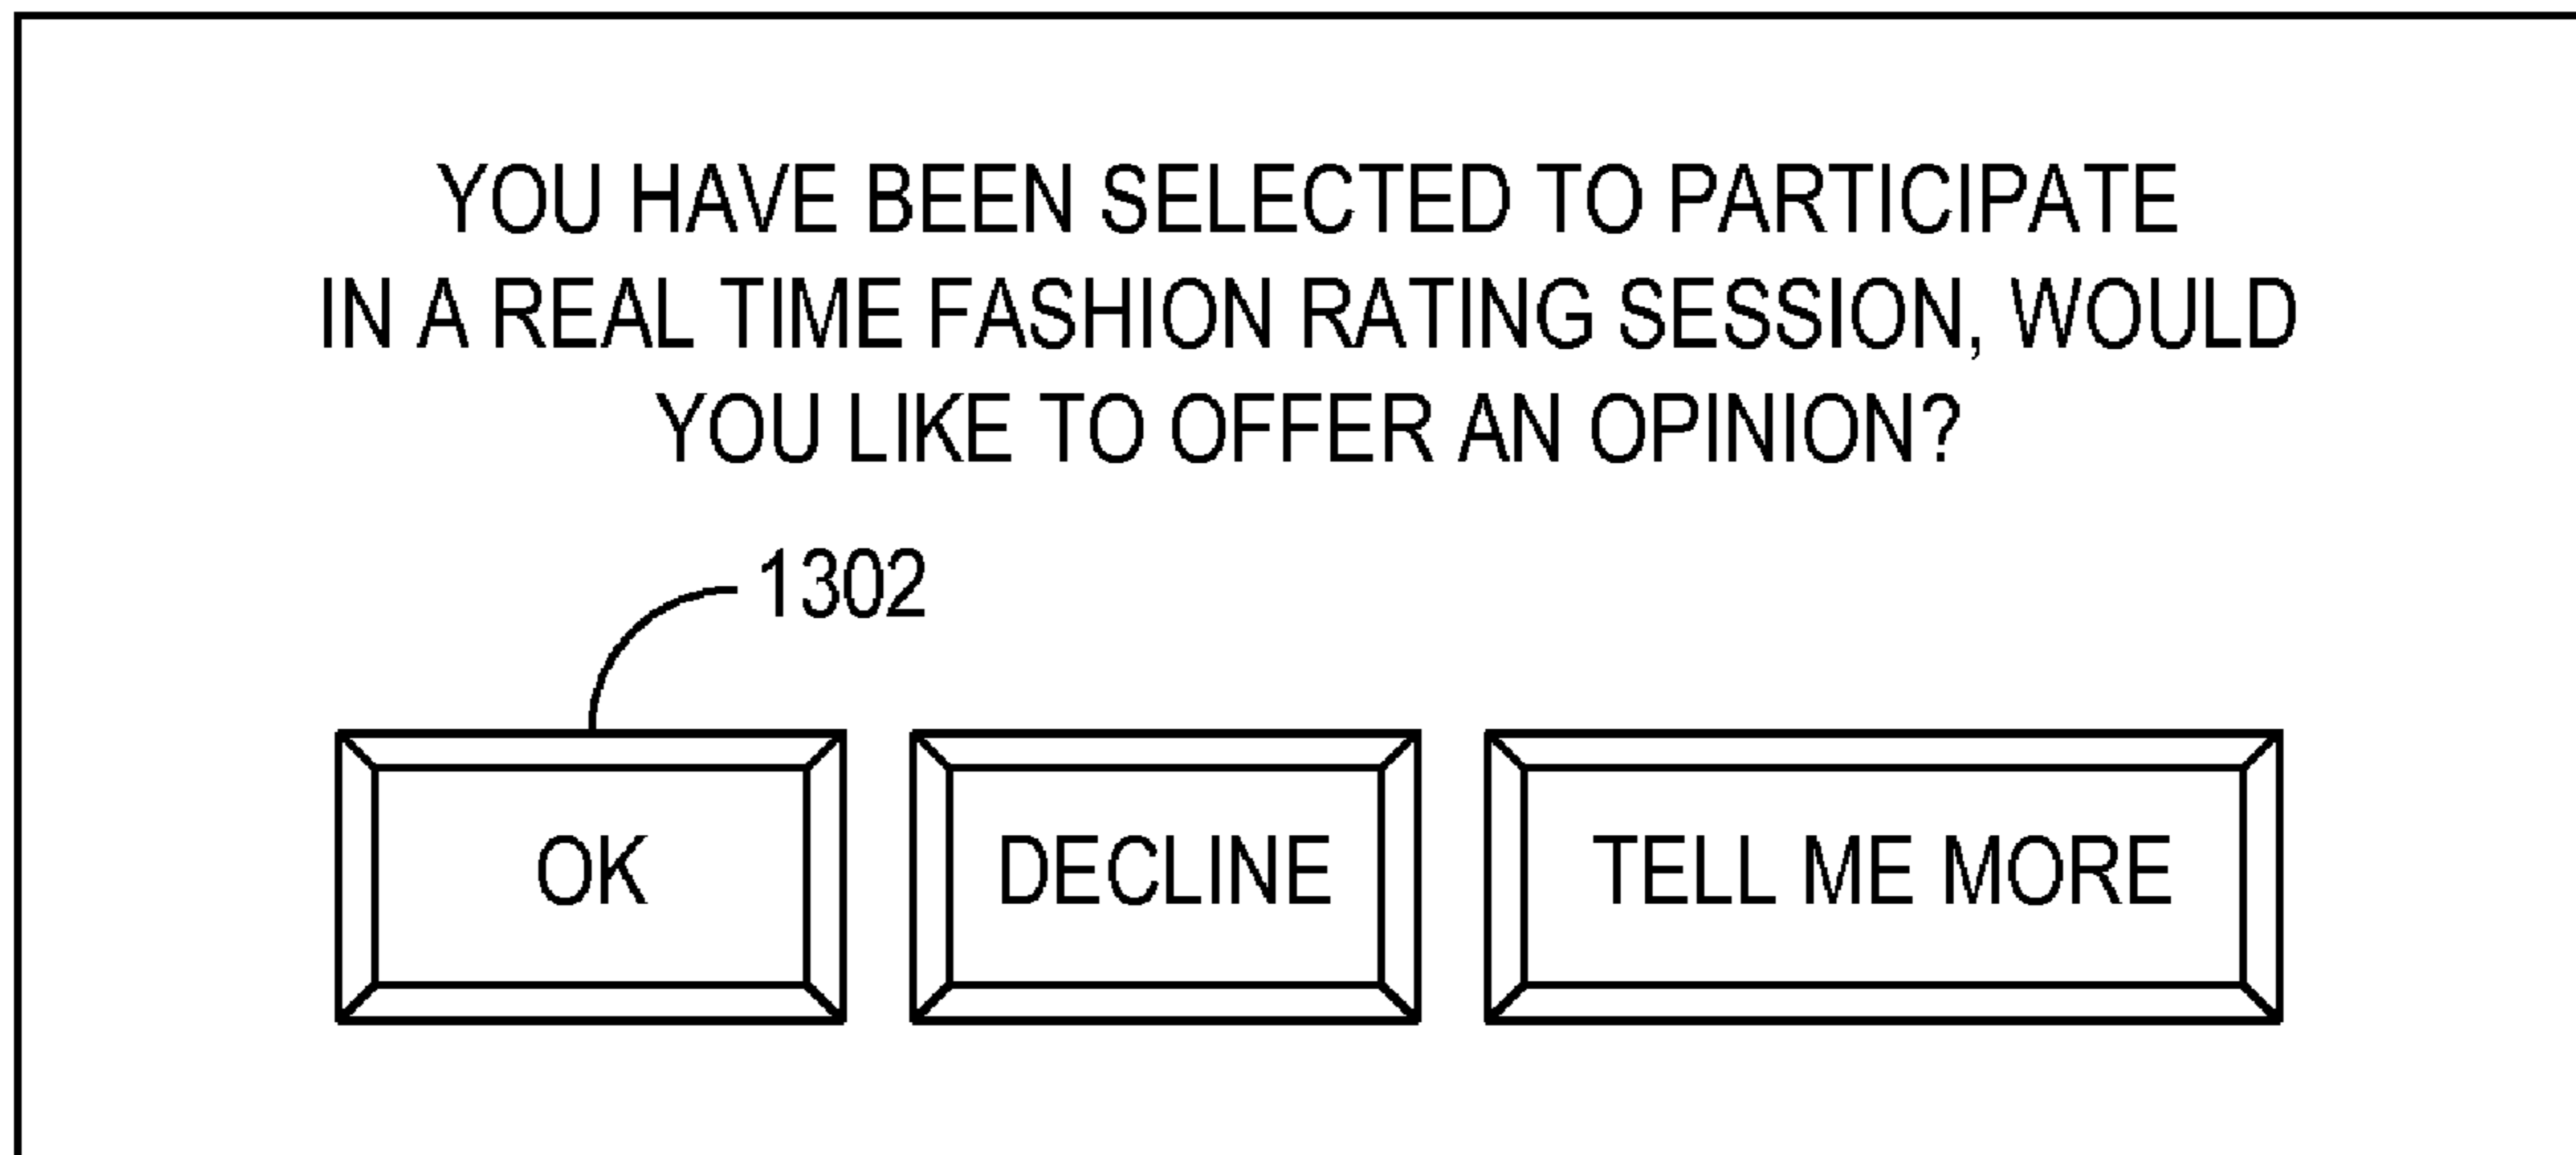 YOU HAVE BEEN SELECTED TO PARTICIPATE
IN A REAL TIME FASHION RATING SESSION, WOULD
YOU LIKE TO OFFER AN OPINION?
1302
OK
DECLINE
TELL ME MORE